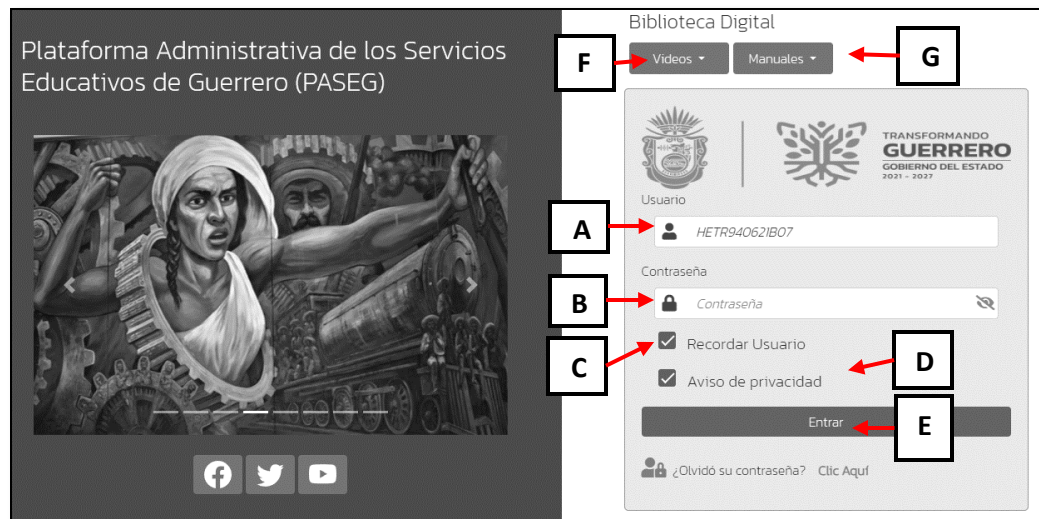 Plataforma Administrativa de los Servicios
Educativos de Guerrero (PASEG)
Biblioteca Digital
F
Videos
Manuales
G
TRANSFORMANDO
GUERRERO
GOBIERNO DEL ESTADO
2021 - 2027
Usuario
A
HETR940621B07
Contraseña
B
Contraseña
C
Recordar Usuario
Aviso de privacidad
D
Entrar
E
¿Olvidó su contraseña? Clic Aquí